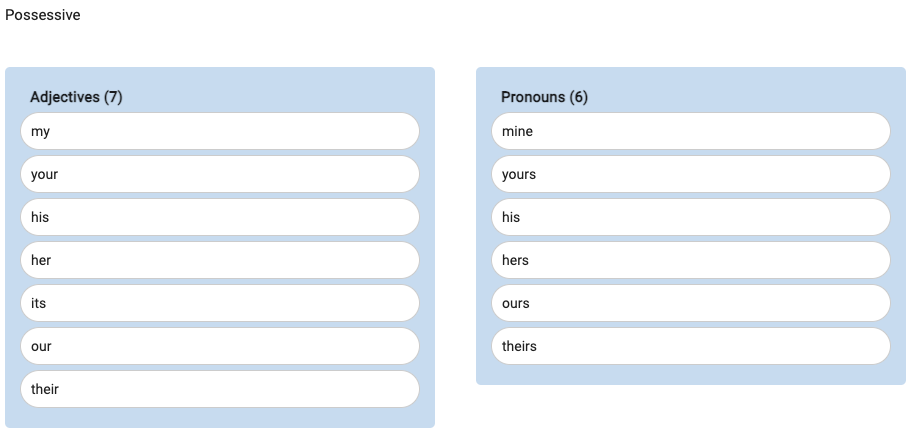 Possessive
Adjectives (7)
my
your
his
her
its
our
their
Pronouns (6)
mine
yours
his
hers
ours
theirs